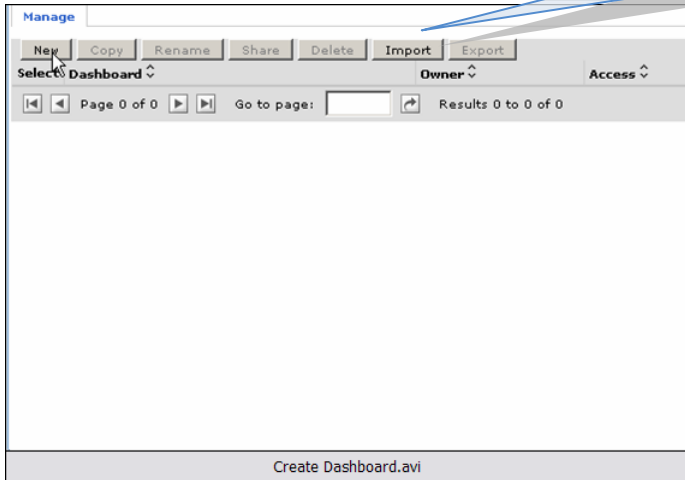 Manage
New Copy Rename Share Delete Import Export
Select Dashboard Owner Access
Page 0 of 0 Go to page: Results 0 to 0 of 0
Create Dashboard.avi